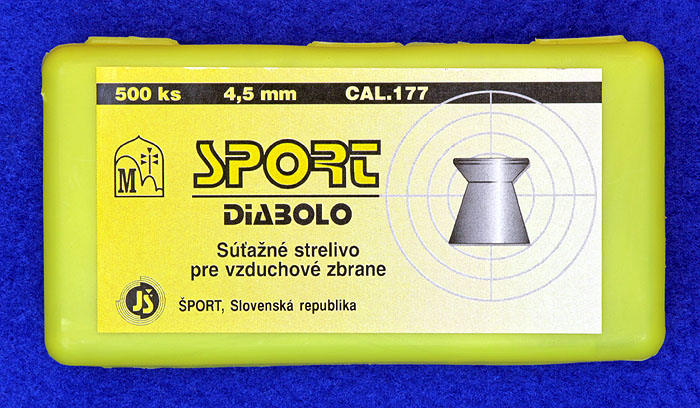 500 ks 4,5 mm CAL.177
M
SPORT
DiABOLO
Súťažné strelivo
pre vzduchové zbrane
JŠ
ŠPORT, Slovenská republika